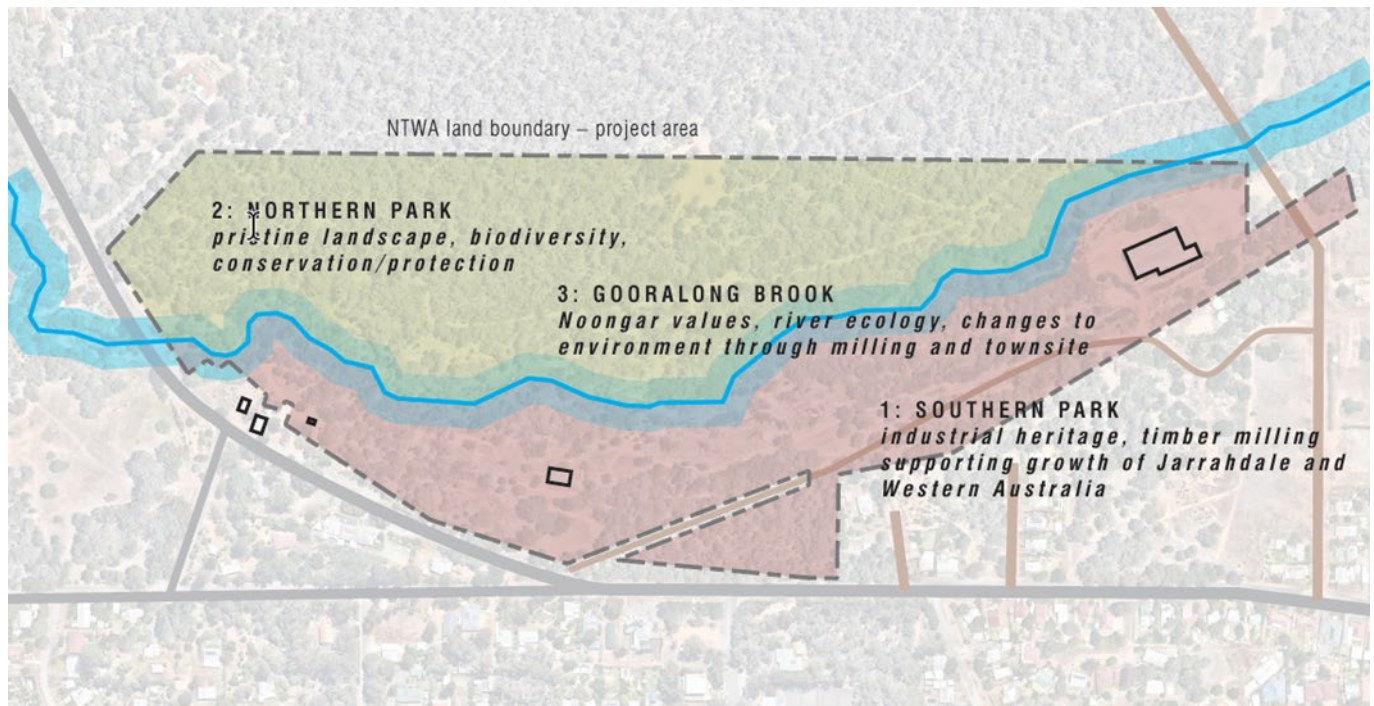 NTWA land boundary – project area
2: NORTHERN PARK
pristine landscape, biodiversity,
conservation/protection
3: GOORALONG BROOK
Noongar values, river ecology, changes to
environment through milling and townsite
1: SOUTHERN PARK
industrial heritage, timber milling
supporting growth of Jarrahdale and
Western Australia